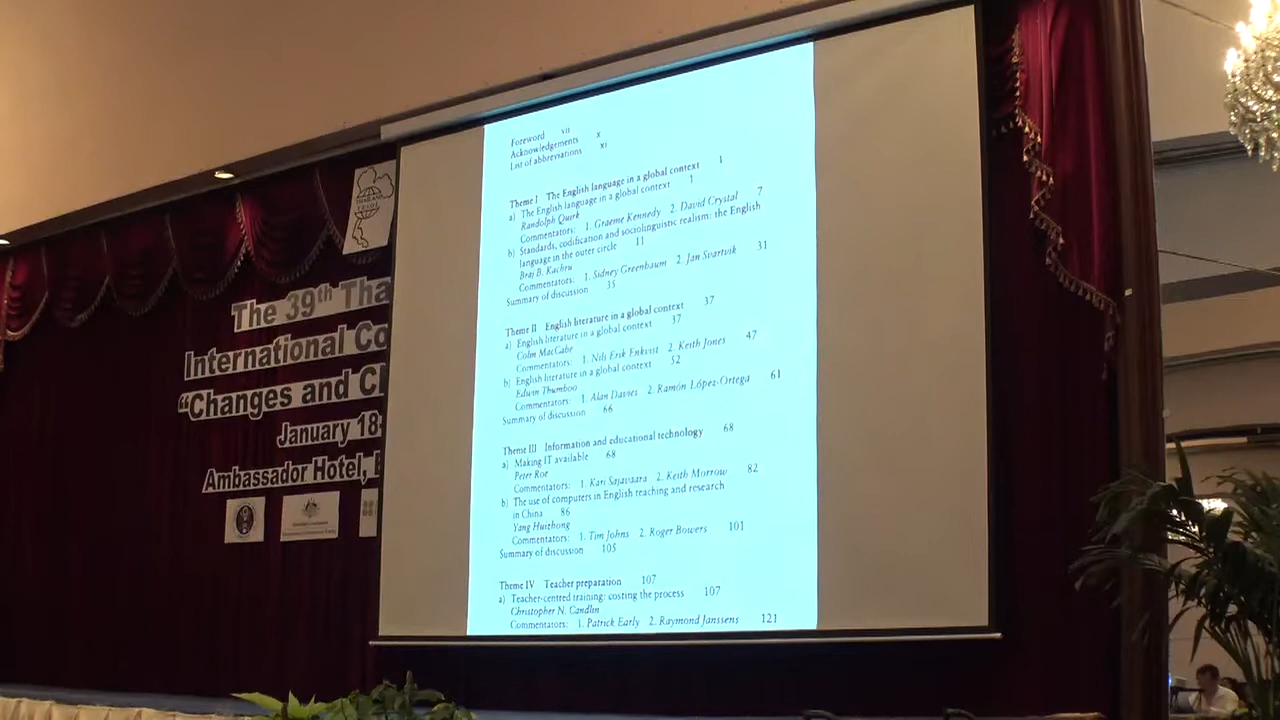 THAILAND
TESOL
The 39th Tha
International Co
"Changes and C
January 18-
Ambassador Hotel,
Foreword vii
Acknowledgements x
List of abbreviations xi
Theme I The English language in a global context 1
a) The English language in a global context 1
Randolph Quirk
Commentators: 1. Graeme Kennedy 2. David Crystal 7
b) Standards, codification and sociolinguistic realism: the English
language in the outer circle 11
Braj B. Kachru
Commentators: 1. Sidney Greenbaum 2. Jan Svartvik 31
Summary of discussion 35
Theme II English literature in a global context 37
a) English literature in a global context 37
Colin MacCabe
Commentators: 1. Nils Erik Enkvist 2. Keith Jones 47
b) English literature in a global context 52
Edwin Thumboo
Commentators: 1. Alan Davies 2. Ramón López-Ortega 61
Summary of discussion 66
Theme III Information and educational technology 68
a) Making IT available 68
Peter Roe
Commentators: 1. Kari Sajavaara 2. Keith Morrow 82
b) The use of computers in English teaching and research
in China 86
Yang Huizhong
Commentators: 1. Tim Johns 2. Roger Bowers 101
Summary of discussion 105
Theme IV Teacher preparation 107
a) Teacher-centred training: costing the process 107
Christopher N. Candlin
Commentators: 1. Patrick Early 2. Raymond Janssens 121